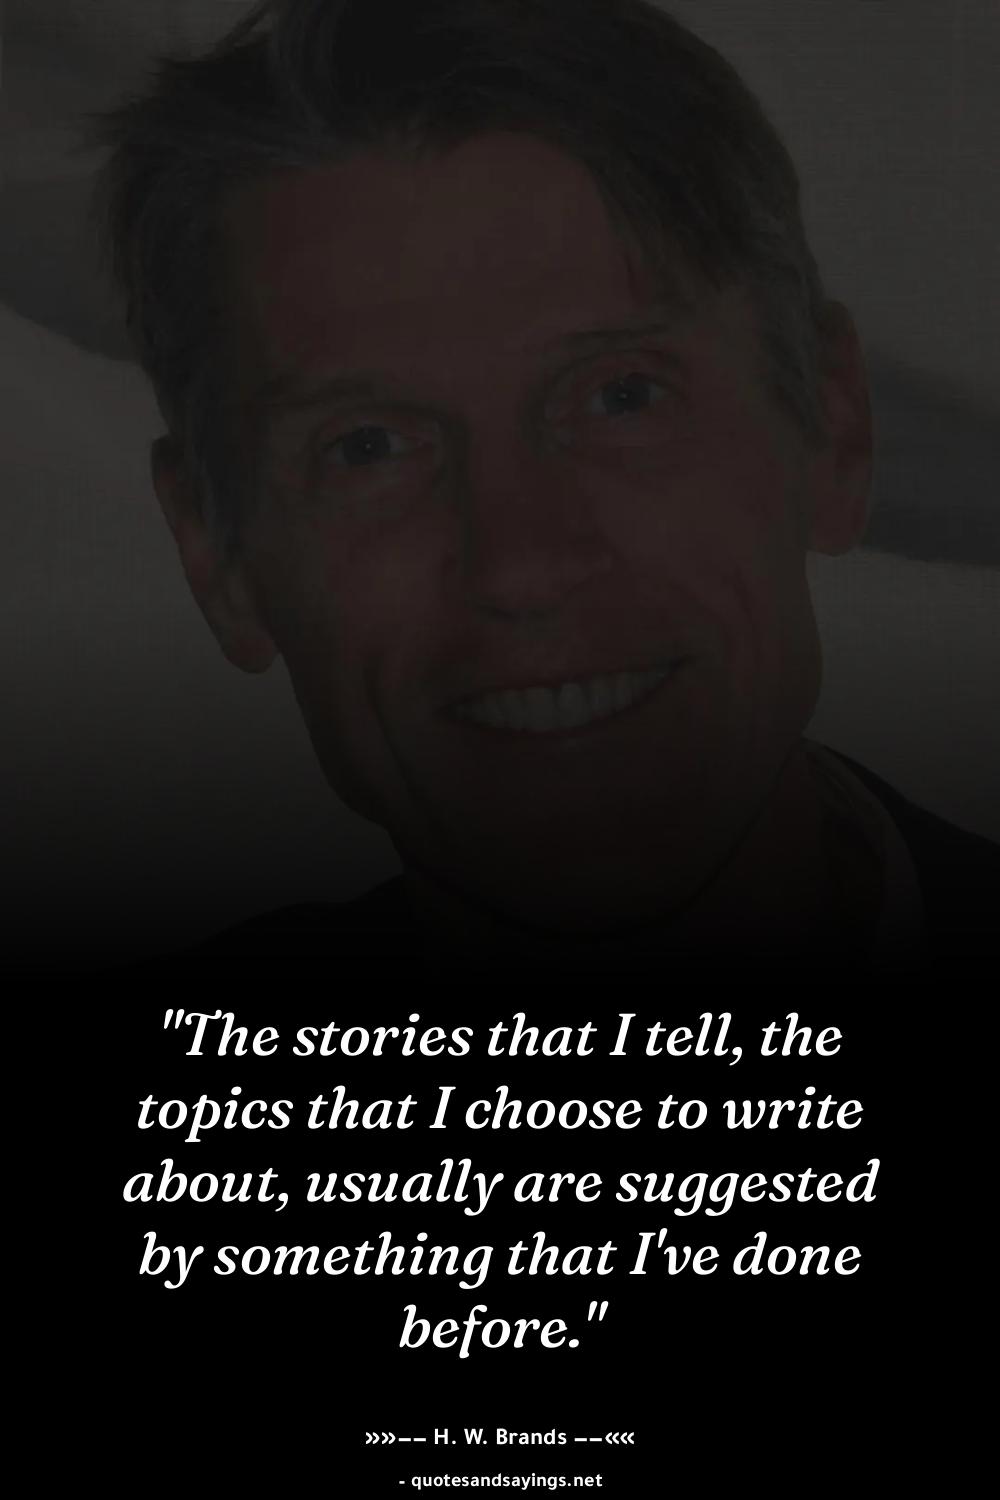 "The stories that I tell, the
topics that I choose to write
about, usually are suggested
by something that I've done
before."
»»−− H. W. Brands −−««
- quotesandsayings.net